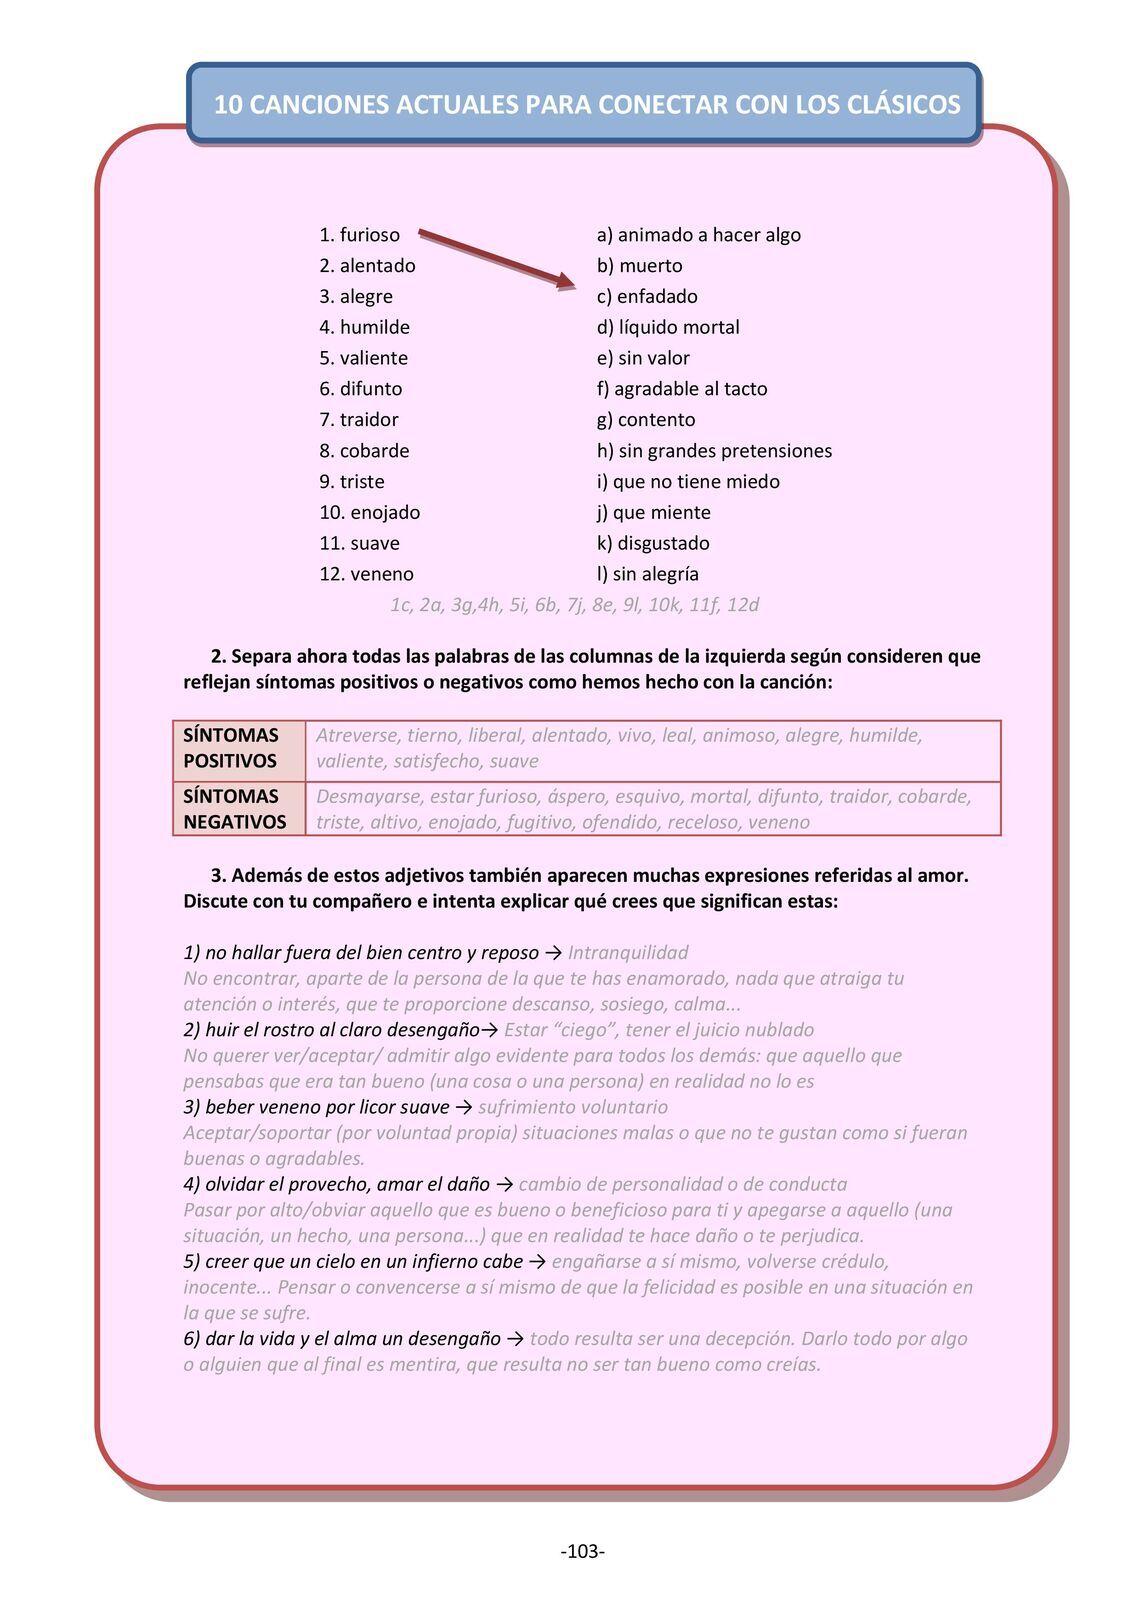 10 CANCIONES ACTUALES PARA CONECTAR CON LOS CLÁSICOS
1. furioso
2. alentado
3. alegre
4. humilde
5. valiente
6. difunto
7. traidor
8. cobarde
9. triste
10. enojado
11. suave
12. veneno
a) animado a hacer algo
b) muerto
c) enfadado
d) líquido mortal
e) sin valor
f) agradable al tacto
g) contento
h) sin grandes pretensiones
i) que no tiene miedo
j) que miente
k) disgustado
l) sin alegría
1c, 2a, 3g,4h, 5i, 6b, 7j, 8e, 9l, 10k, 11f, 12d
2. Separa ahora todas las palabras de las columnas de la izquierda según consideren que
reflejan síntomas positivos o negativos como hemos hecho con la canción:
SÍNTOMAS
POSITIVOS
Atreverse, tierno, liberal, alentado, vivo, leal, animoso, alegre, humilde,
valiente, satisfecho, suave
SÍNTOMAS
NEGATIVOS
Desmayarse, estar furioso, áspero, esquivo, mortal, difunto, traidor, cobarde,
triste, altivo, enojado, fugitivo, ofendido, receloso, veneno
3. Además de estos adjetivos también aparecen muchas expresiones referidas al amor.
Discute con tu compañero e intenta explicar qué crees que significan estas:
1) no hallar fuera del bien centro y reposo → Intranquilidad
No encontrar, aparte de la persona de la que te has enamorado, nada que atraiga tu
atención o interés, que te proporcione descanso, sosiego, calma...
2) huir el rostro al claro desengaño→ Estar “ciego”, tener el juicio nublado
No querer ver/aceptar/ admitir algo evidente para todos los demás: que aquello que
pensabas que era tan bueno (una cosa o una persona) en realidad no lo es
3) beber veneno por licor suave → sufrimiento voluntario
Aceptar/soportar (por voluntad propia) situaciones malas o que no te gustan como si fueran
buenas o agradables.
4) olvidar el provecho, amar el daño → cambio de personalidad o de conducta
Pasar por alto/obviar aquello que es bueno o beneficioso para ti y apegarse a aquello (una
situación, un hecho, una persona...) que en realidad te hace daño o te perjudica.
5) creer que un cielo en un infierno cabe → engañarse a sí mismo, volverse crédulo,
inocente... Pensar o convencerse a sí mismo de que la felicidad es posible en una situación en
la que se sufre.
6) dar la vida y el alma un desengaño → todo resulta ser una decepción. Darlo todo por algo
o alguien que al final es mentira, que resulta no ser tan bueno como creías.
-103-